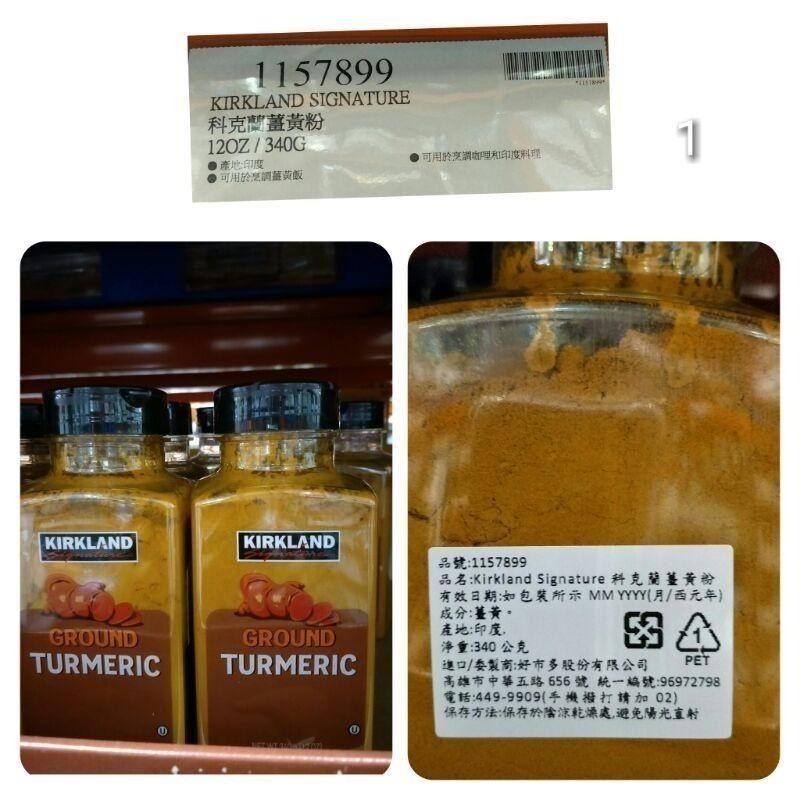 1157899
KIRKLAND SIGNATURE
科克蘭薑黃粉
12OZ / 340G
●產地:印度
●可用於烹調薑黃飯
●可用於烹調咖哩和印度料理
*1157899*
1
KIRKLAND
Signature
GROUND
TURMERIC
KIRKLAND
Signature
GROUND
TURMERIC
品號:1157899
品名:Kirkland Signature 科克蘭薑黃粉
有效日期:如包裝所示 MM YYYY(月/西元年)
成分:薑黃。
產地:印度.
淨重:340 公克
進口/委製商:好市多股份有限公司
高雄市中華五路 656 號 統一編號:96972798
電話:449-9909(手機撥打請加 02)
保存方法:保存於陰涼乾燥處,避免陽光直射
1
PET